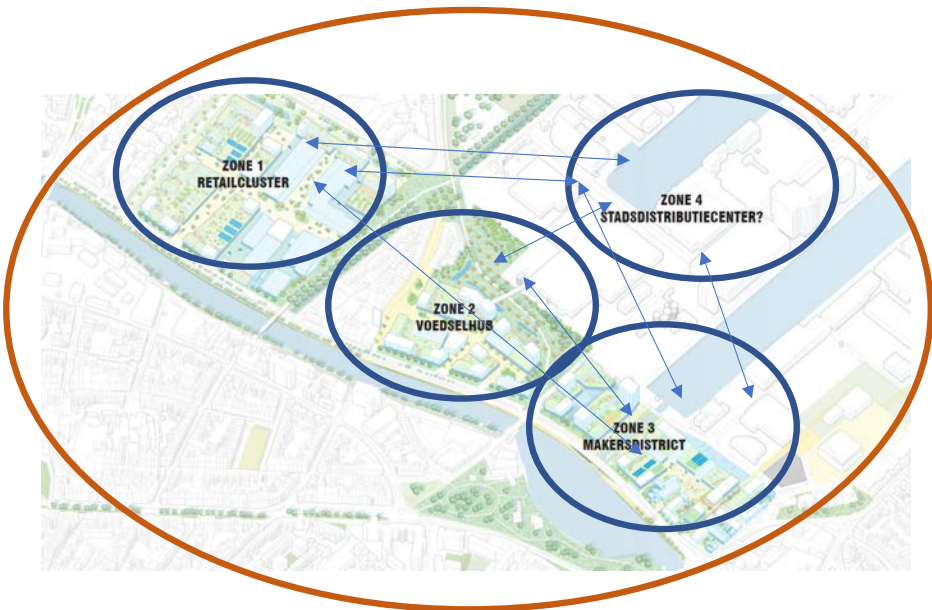 ZONE 1
RETAILCLUSTER
ZONE 4
STADSDISTRIBUTIECENTER?
ZONE 2
VOEDSELHUB
ZONE 3
MAKERSDISTRICT